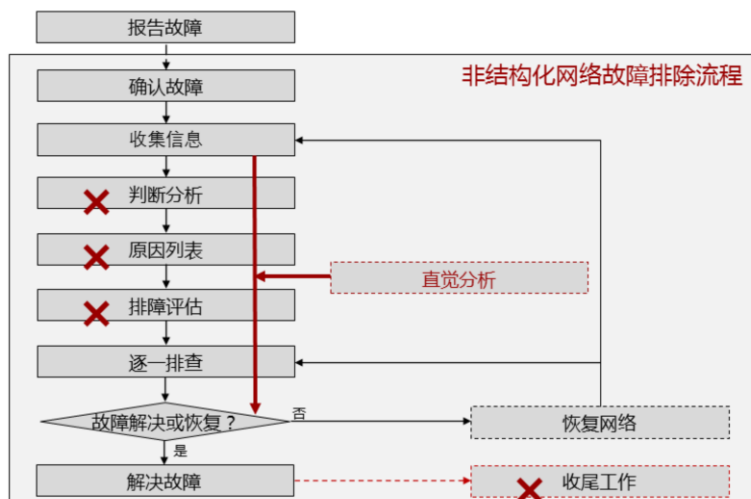 报告故障
非结构化网络故障排除流程
确认故障
收集信息
判断分析
原因列表
直觉分析
排障评估
逐一排查
故障解决或恢复？
否
恢复网络
是
解决故障
收尾工作